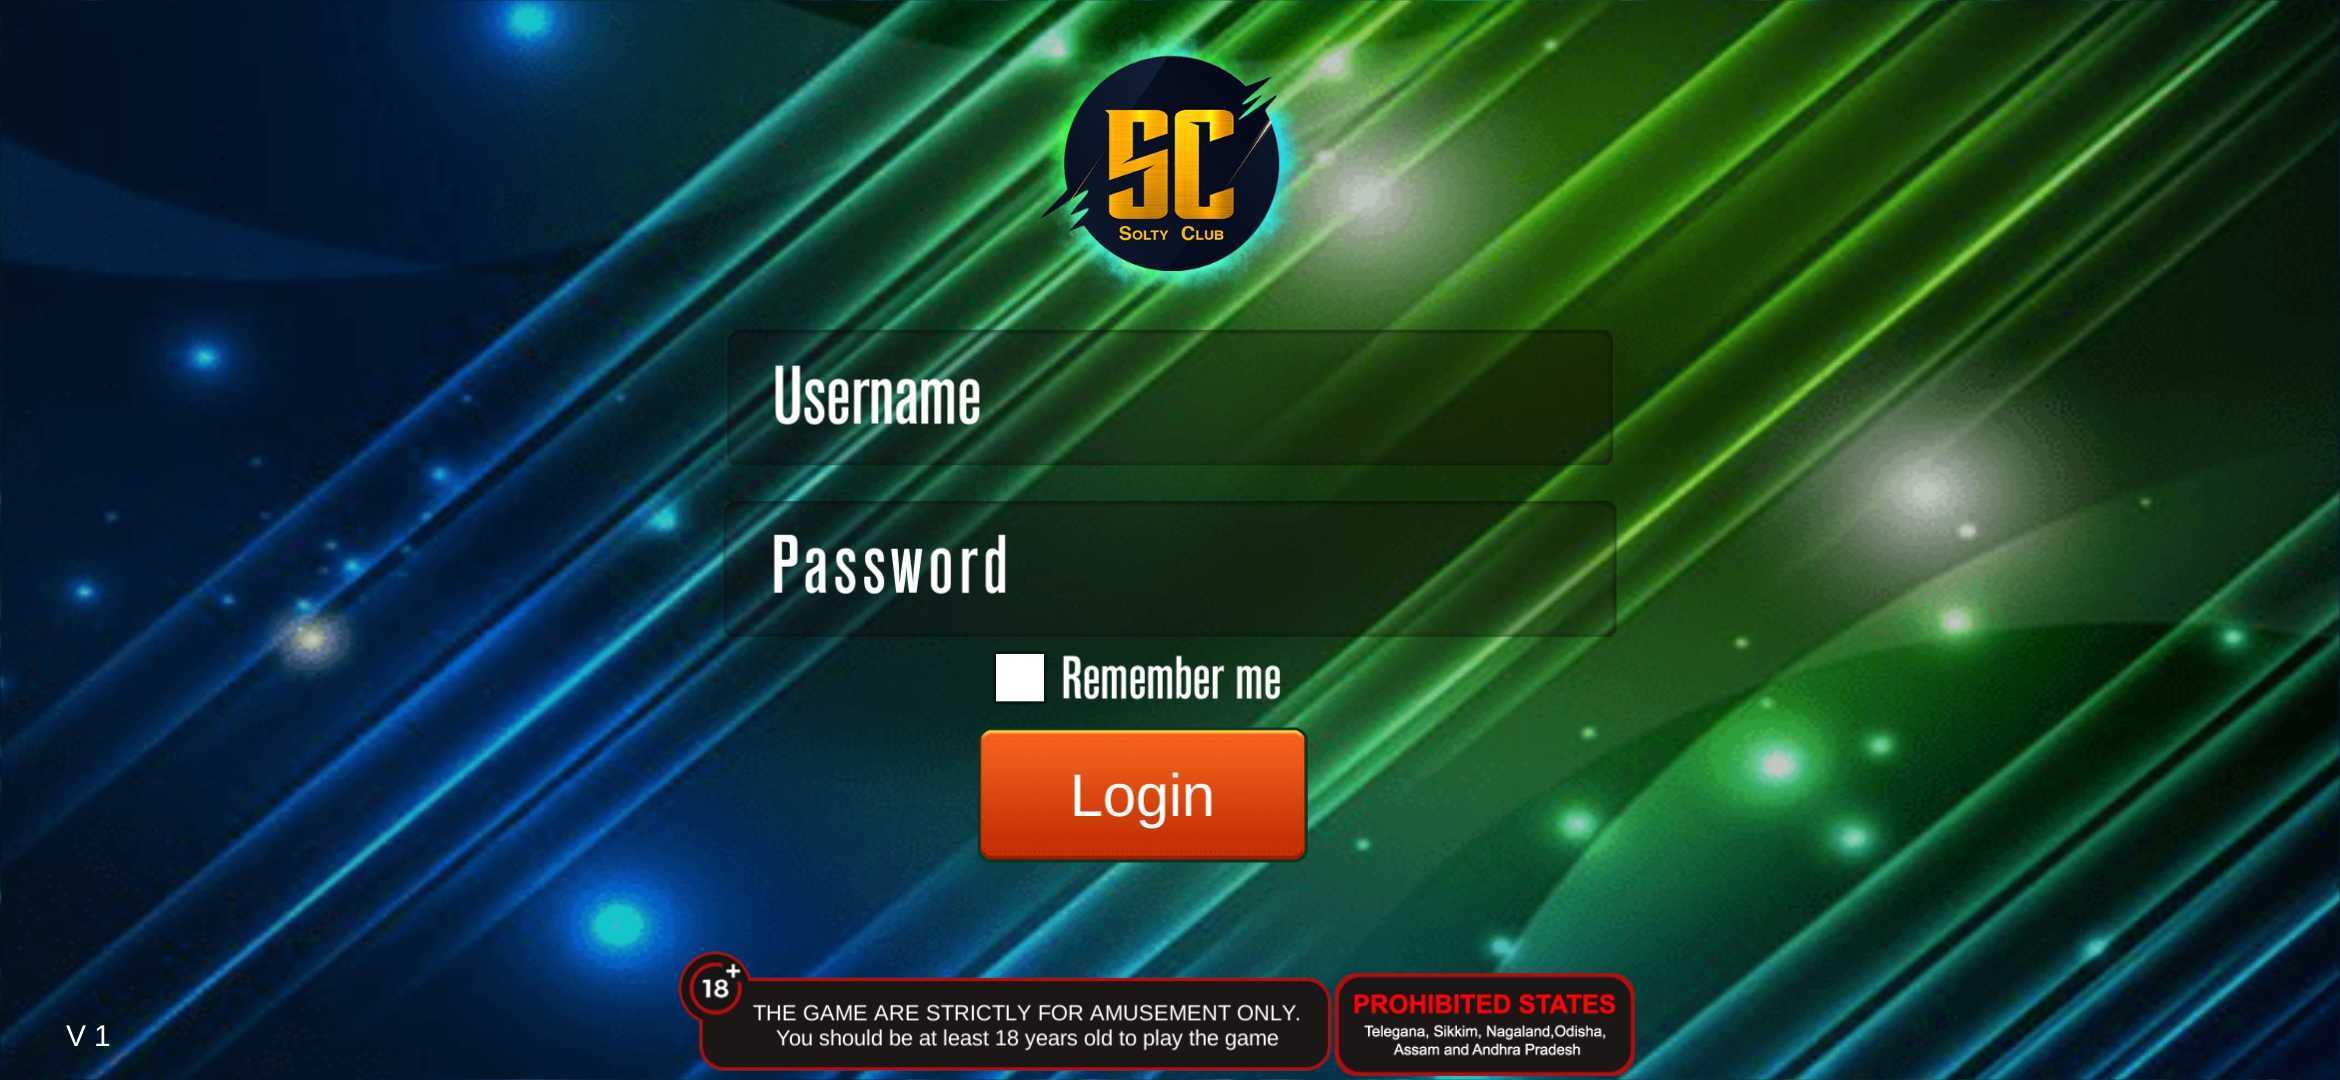 SC
SOLTY CLUB
Username
Password
Remember me
Login
18+
THE GAME ARE STRICTLY FOR AMUSEMENT ONLY.
You should be at least 18 years old to play the game
PROHIBITED STATES
Telegana, Sikkim, Nagaland,Odisha,
Assam and Andhra Pradesh
V 1